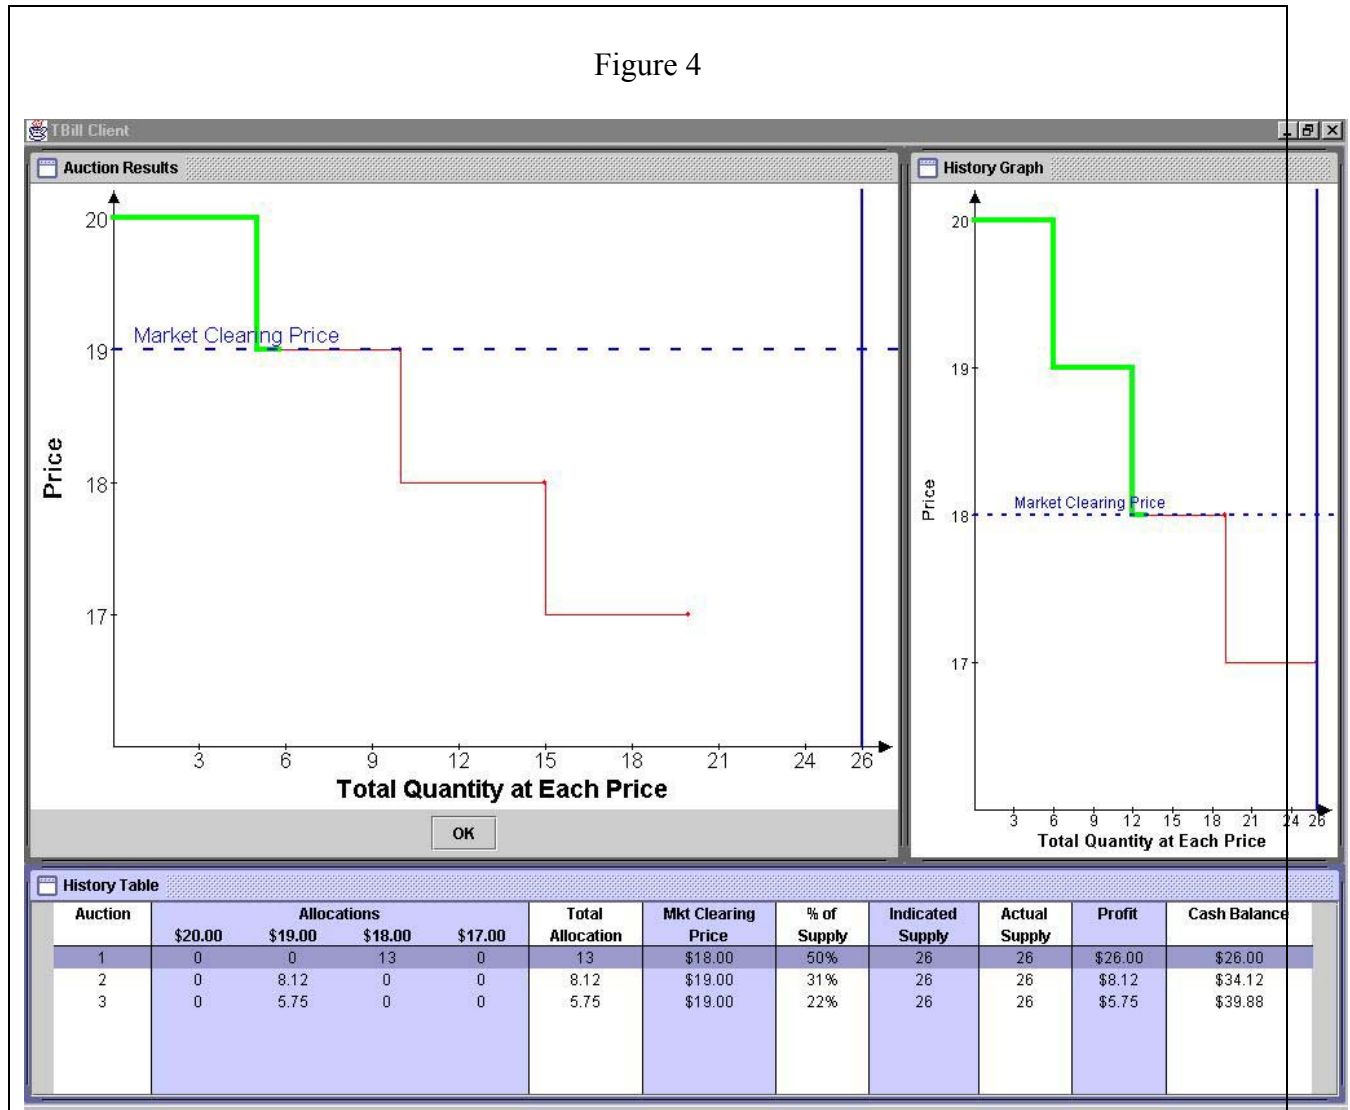 Figure 4
TBill Client
Auction Results
20
19
18
17
Market Clearing Price
Price
3 6 9 12 15 18 21 24 26
Total Quantity at Each Price
OK
History Graph
20
19
18
17
Market Clearing Price
Price
3 6 9 12 15 18 21 24 26
Total Quantity at Each Price
History Table
Auction Allocations Total Mkt Clearing % of Indicated Actual Profit Cash Balance
$20.00 $19.00 $18.00 $17.00 Allocation Price Supply Supply Supply
1 0 0 13 0 13 $18.00 50% 26 26 $26.00 $26.00
2 0 8.12 0 0 8.12 $19.00 31% 26 26 $8.12 $34.12
3 0 5.75 0 0 5.75 $19.00 22% 26 26 $5.75 $39.88